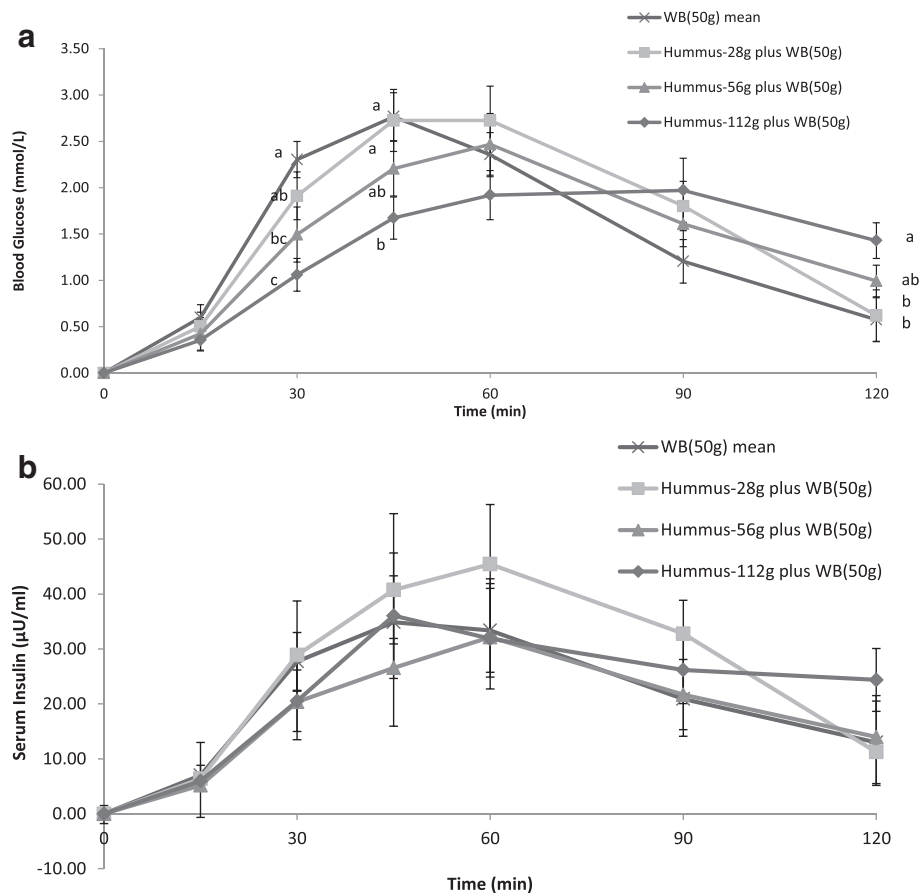 a
WB(50g) mean
Hummus-28g plus WB(50g)
Hummus-56g plus WB(50g)
Hummus-112g plus WB(50g)
Blood Glucose (mmol/L)
3.50
3.00
2.50
2.00
1.50
1.00
0.50
0.00
a
ab
bc
c
a
a
ab
b
a
ab
b
b
0 30 60 90 120
Time (min)
b
WB(50g) mean
Hummus-28g plus WB(50g)
Hummus-56g plus WB(50g)
Hummus-112g plus WB(50g)
Serum Insulin (µU/ml)
60.00
50.00
40.00
30.00
20.00
10.00
0.00
-10.00
0 30 60 90 120
Time (min)